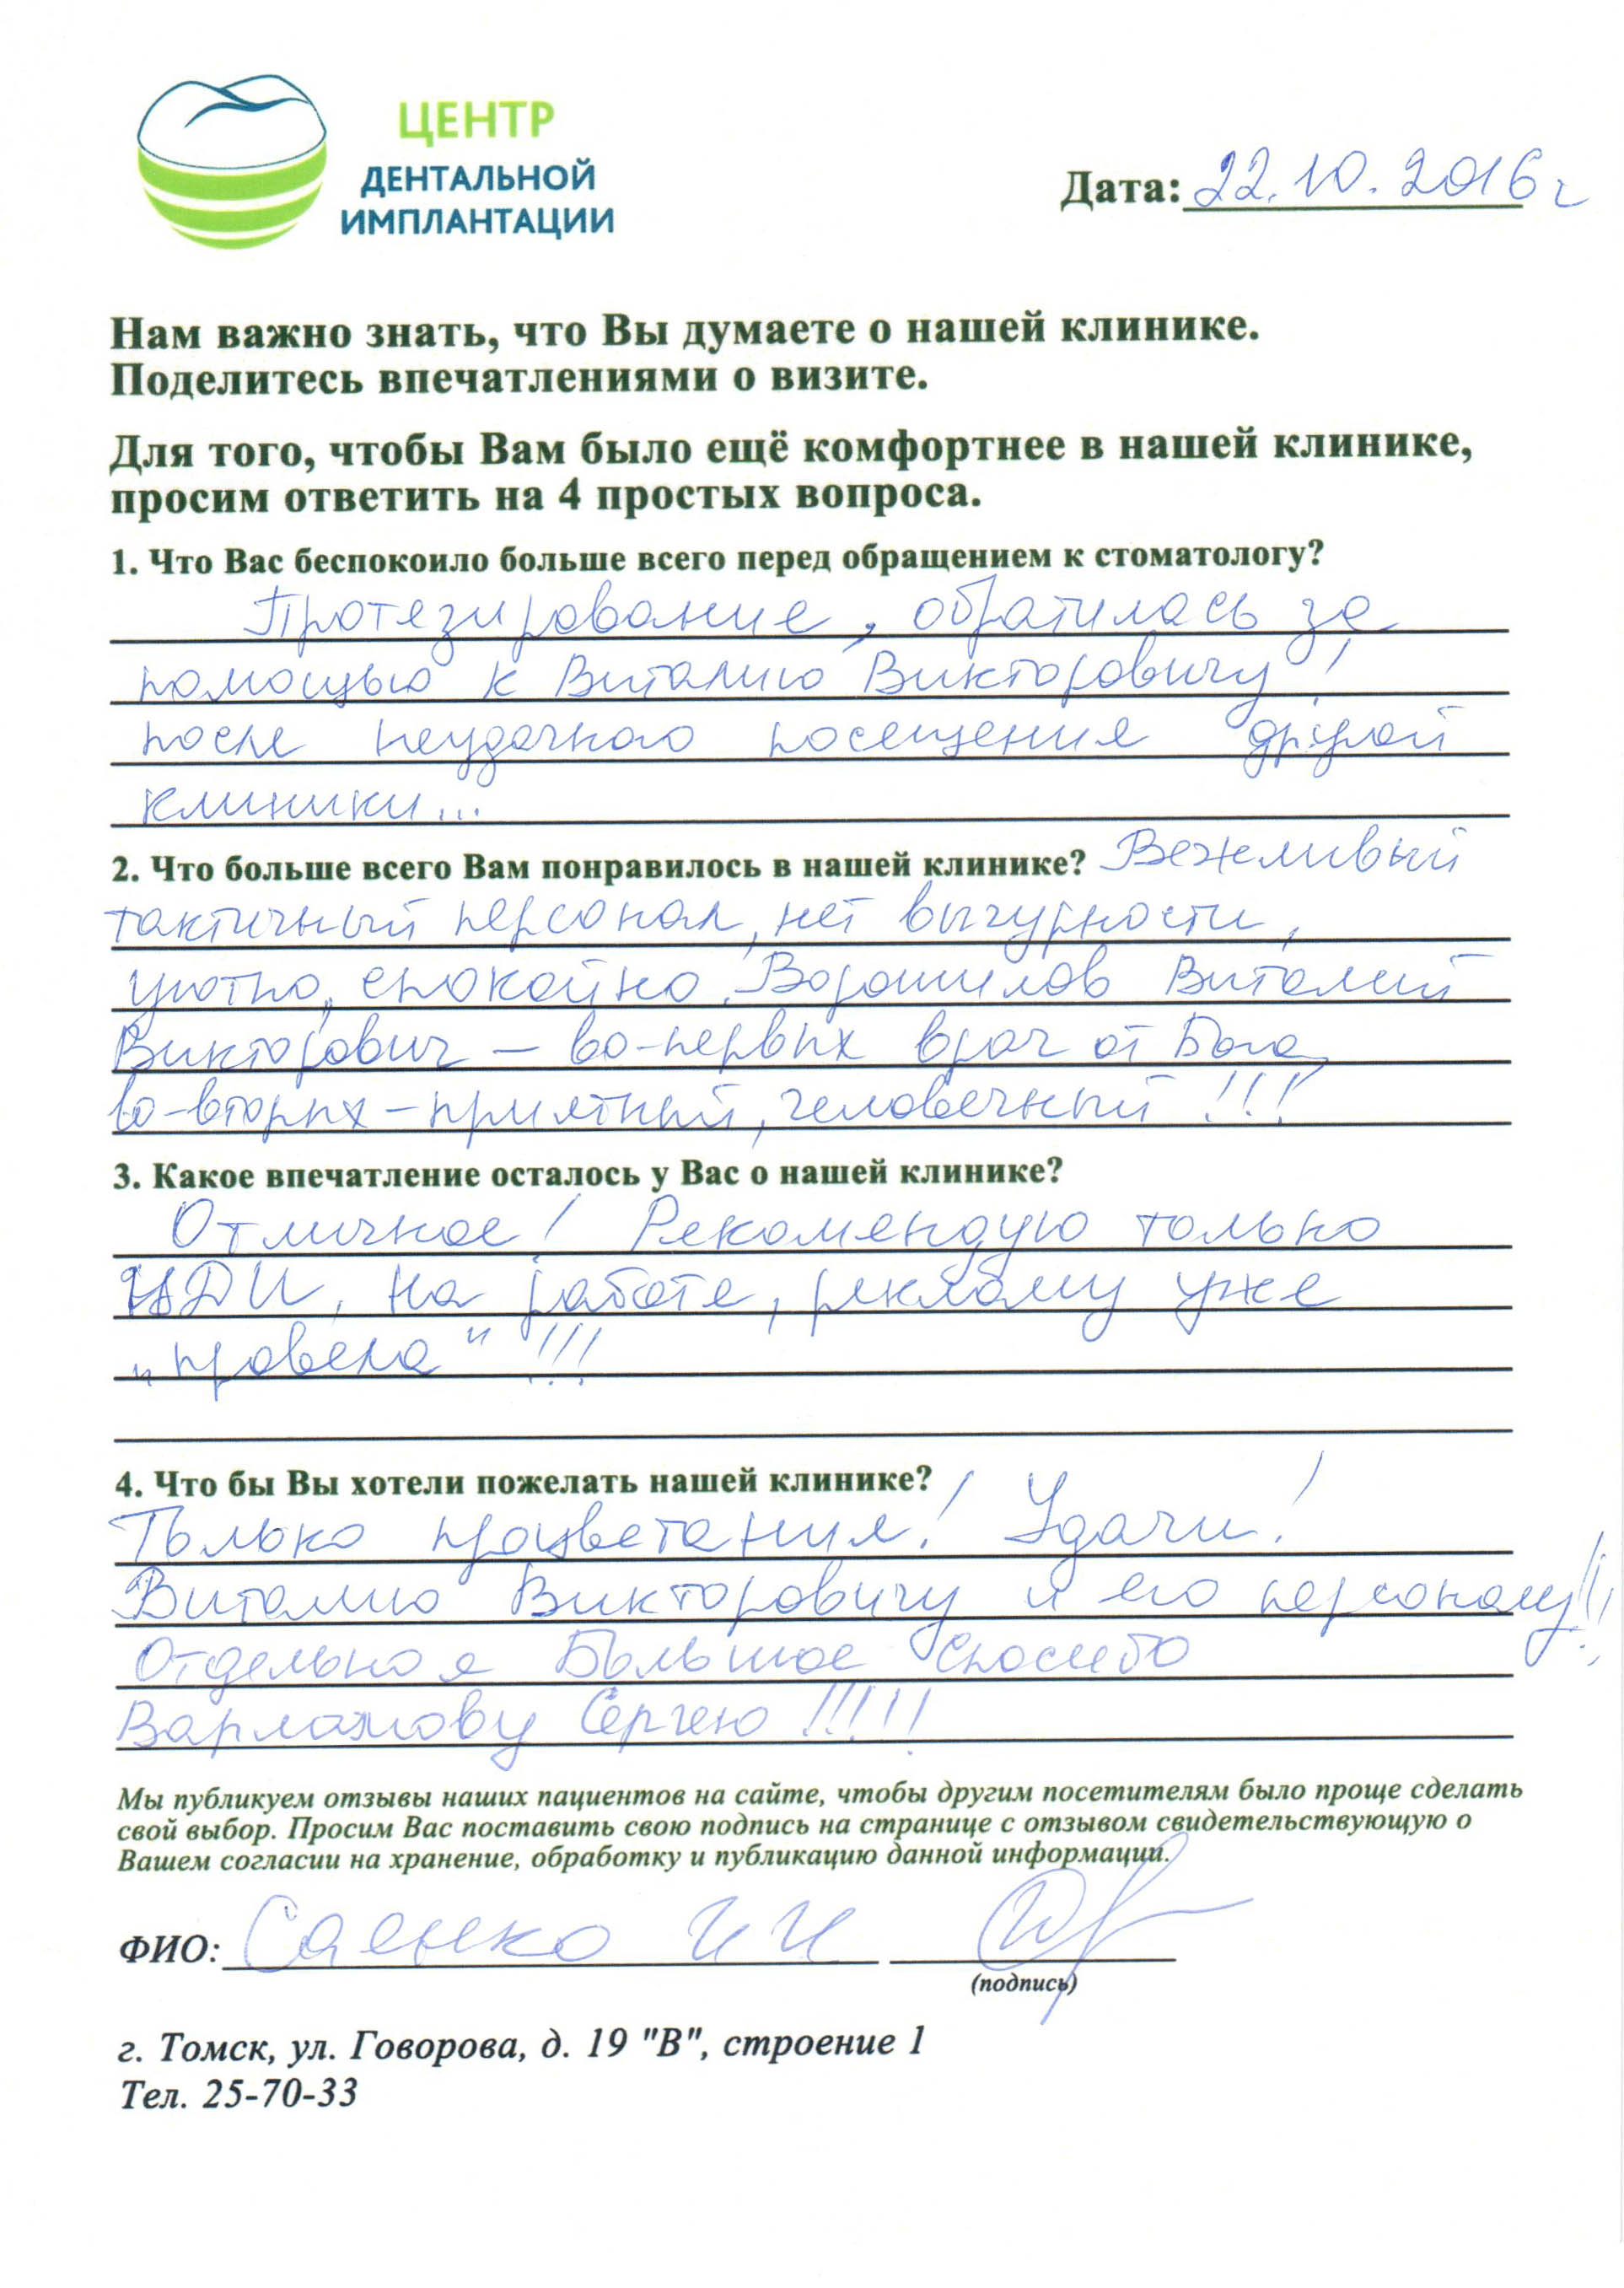 ЦЕНТР
ДЕНТАЛЬНОЙ
ИМПЛАНТАЦИИ
Дата: 22.10.2016 г
Нам важно знать, что Вы думаете о нашей клинике.
Поделитесь впечатлениями о визите.
Для того, чтобы Вам было ещё комфортнее в нашей клинике,
просим ответить на 4 простых вопроса.
1. Что Вас беспокоило больше всего перед обращением к стоматологу?
Протезирование, обратилась за
помощью к Виталию Викторовичу!
после неудачного посещения другой
клиники...
2. Что больше всего Вам понравилось в нашей клинике? Вежливый
тактичный персонал, нет вычурности,
уютно, спокойно. Ворошилов Виталий
Викторович – во-первых врач от Бога,
во-вторых – приятный, человечный!!!
3. Какое впечатление осталось у Вас о нашей клинике?
Отличное! Рекомендую только
ЦДИ, на работе, рекламу уже
„провела" !!!
4. Что бы Вы хотели пожелать нашей клинике?
Только процветания! Удачи!
Виталию Викторовичу и его персоналу!!!
Отдельное Большое Спасибо
Варламову Сергею !!!!!
Мы публикуем отзывы наших пациентов на сайте, чтобы другим посетителям было проще сделать
свой выбор. Просим Вас поставить свою подпись на странице с отзывом свидетельствующую о
Вашем согласии на хранение, обработку и публикацию данной информации.
ФИО: Саенко И И
(подпись)
г. Томск, ул. Говорова, д. 19 "В", строение 1
Тел. 25-70-33